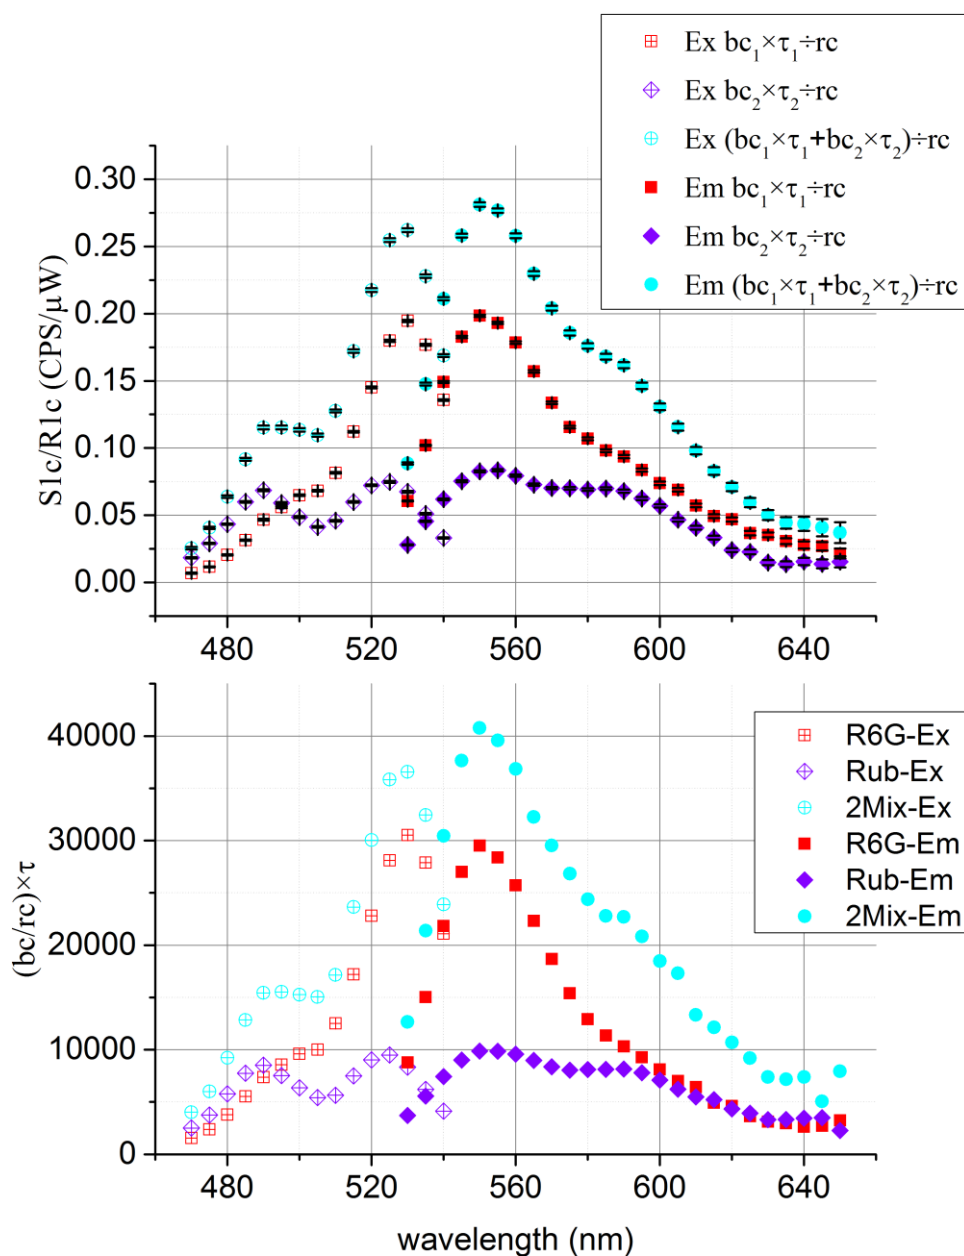 Ex bc₁×τ₁÷rc
Ex bc₂×τ₂÷rc
Ex (bc₁×τ₁+bc₂×τ₂)÷rc
Em bc₁×τ₁÷rc
Em bc₂×τ₂÷rc
Em (bc₁×τ₁+bc₂×τ₂)÷rc
S1c/R1c (CPS/µW)
0.30
0.25
0.20
0.15
0.10
0.05
0.00
480 520 560 600 640
R6G-Ex
Rub-Ex
2Mix-Ex
R6G-Em
Rub-Em
2Mix-Em
(bc/rc)×τ
40000
30000
20000
10000
0
480 520 560 600 640
wavelength (nm)